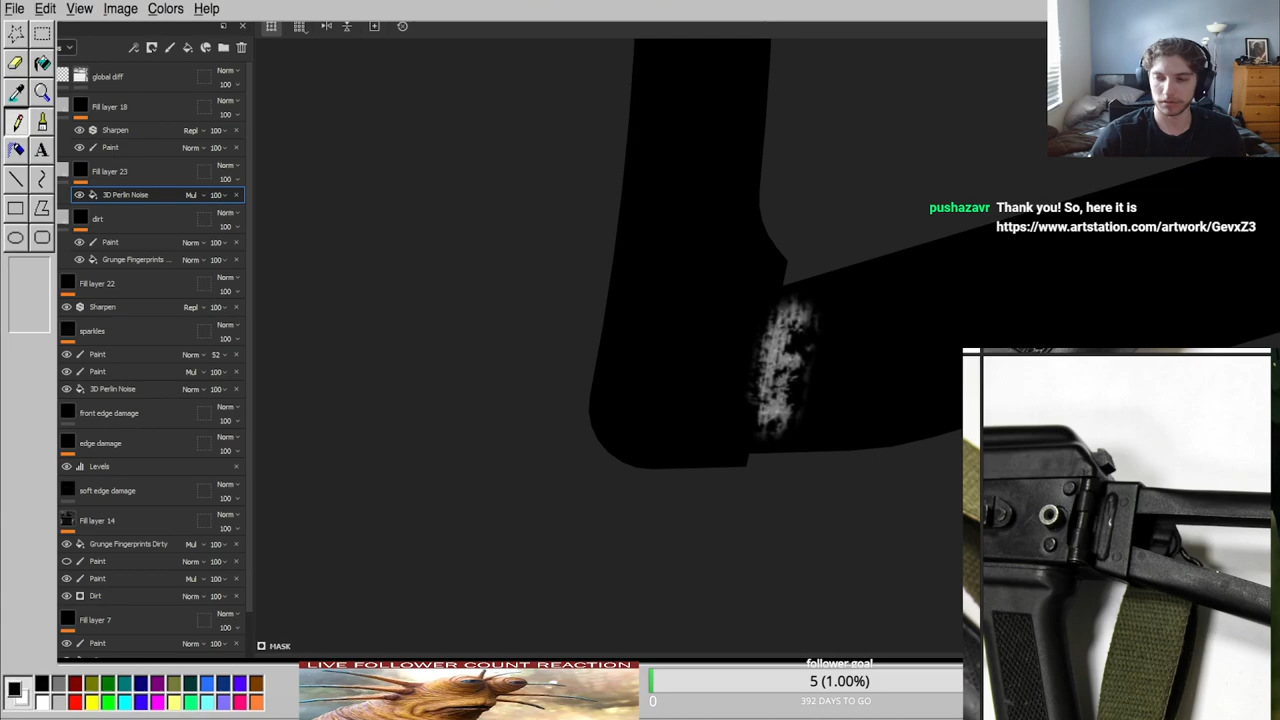 File Edit View Image Colors Help
s
global diff Norm 100
Fill layer 18 Norm 100
Sharpen Repl 100
Paint Norm 100
Fill layer 23 Norm 100
3D Perlin Noise Mul 100
dirt Norm 100
Paint Norm 100
Grunge Fingerprints ... Norm 100
Fill layer 22 Norm 100
Sharpen Repl 100
sparkles Norm 100
Paint Norm 52
Paint Mul 100
3D Perlin Noise Norm 100
front edge damage Norm 100
edge damage Norm 100
Levels
soft edge damage Norm 100
Fill layer 14 Norm 100
Grunge Fingerprints Dirty Mul 100
Paint Norm 100
Paint Mul 100
Dirt Norm 100
Fill layer 7 Norm 100
Paint Norm 100
MASK
pushazavr Thank you! So, here it is
https://www.artstation.com/artwork/GevxZ3
LIVE FOLLOWER COUNT REACTION
follower goal
5 (1.00%)
0
392 DAYS TO GO
A